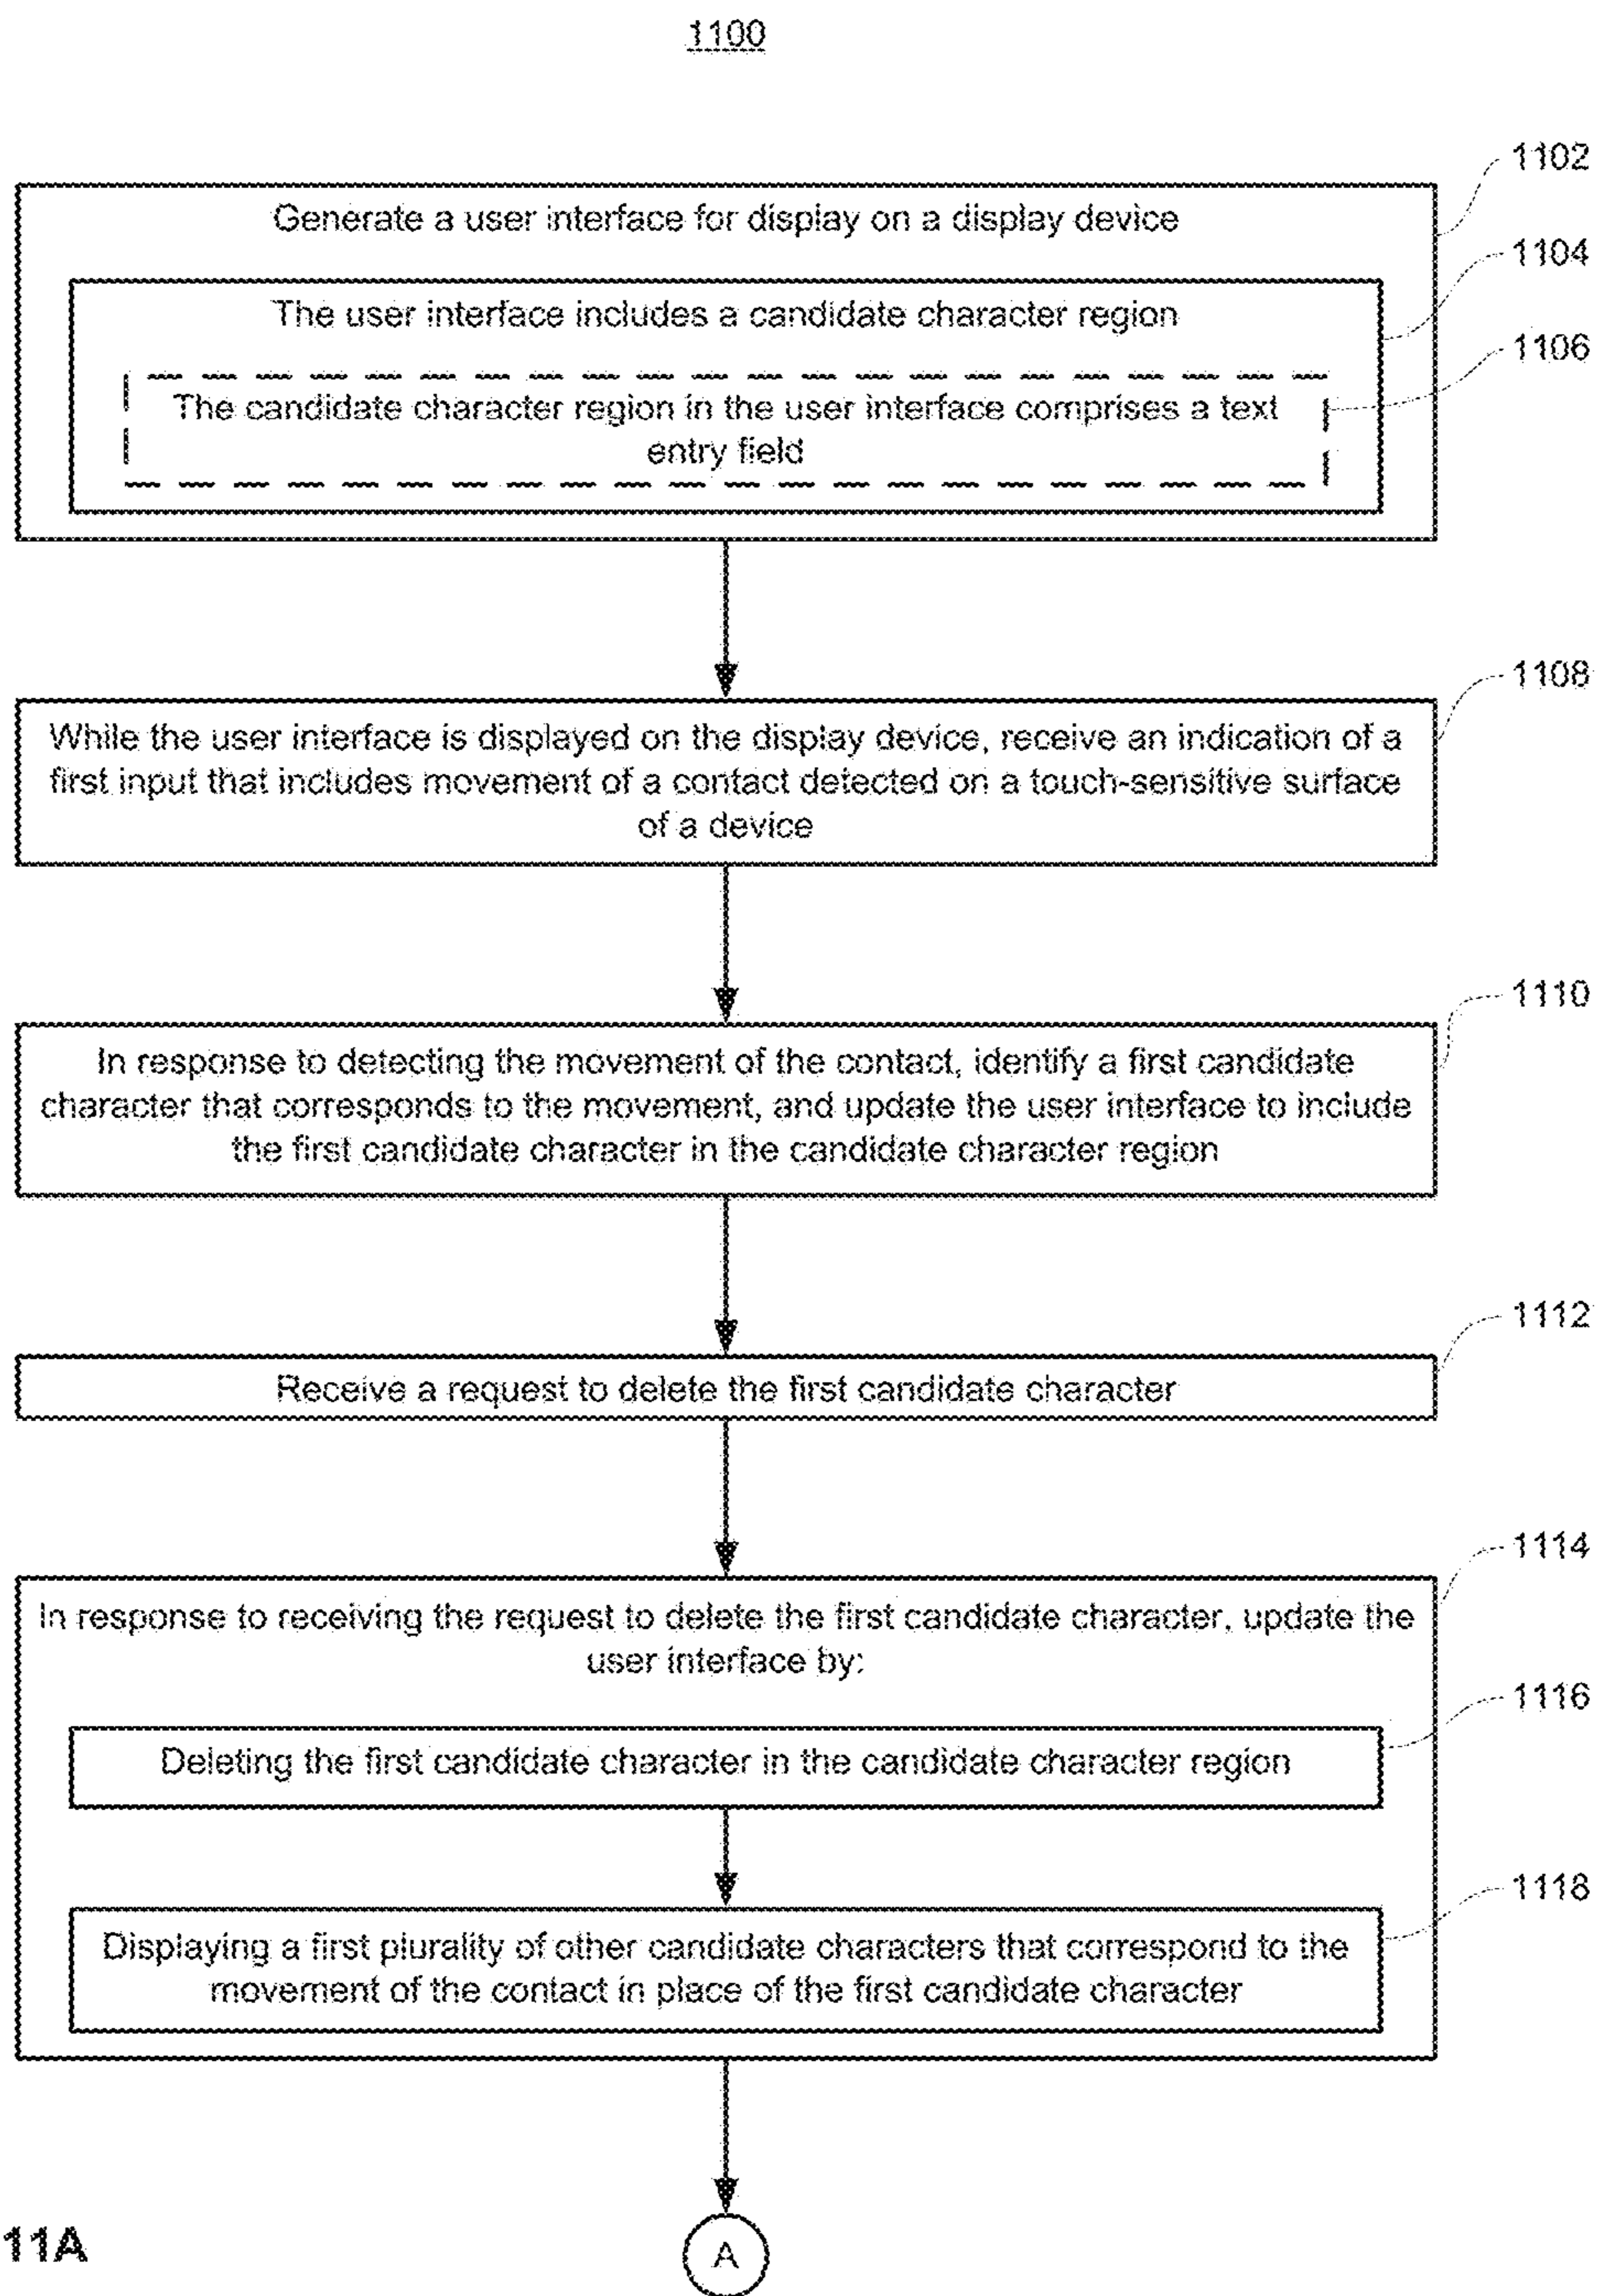 1100
1102
Generate a user interface for display on a display device
1104
The user interface includes a candidate character region
1106
The candidate character region in the user interface comprises a text
entry field
1108
While the user interface is displayed on the display device, receive an indication of a
first input that includes movement of a contact detected on a touch-sensitive surface
of a device
1110
In response to detecting the movement of the contact, identify a first candidate
character that corresponds to the movement, and update the user interface to include
the first candidate character in the candidate character region
1112
Receive a request to delete the first candidate character
1114
In response to receiving the request to delete the first candidate character, update the
user interface by:
1116
Deleting the first candidate character in the candidate character region
1118
Displaying a first plurality of other candidate characters that correspond to the
movement of the contact in place of the first candidate character
11A
A